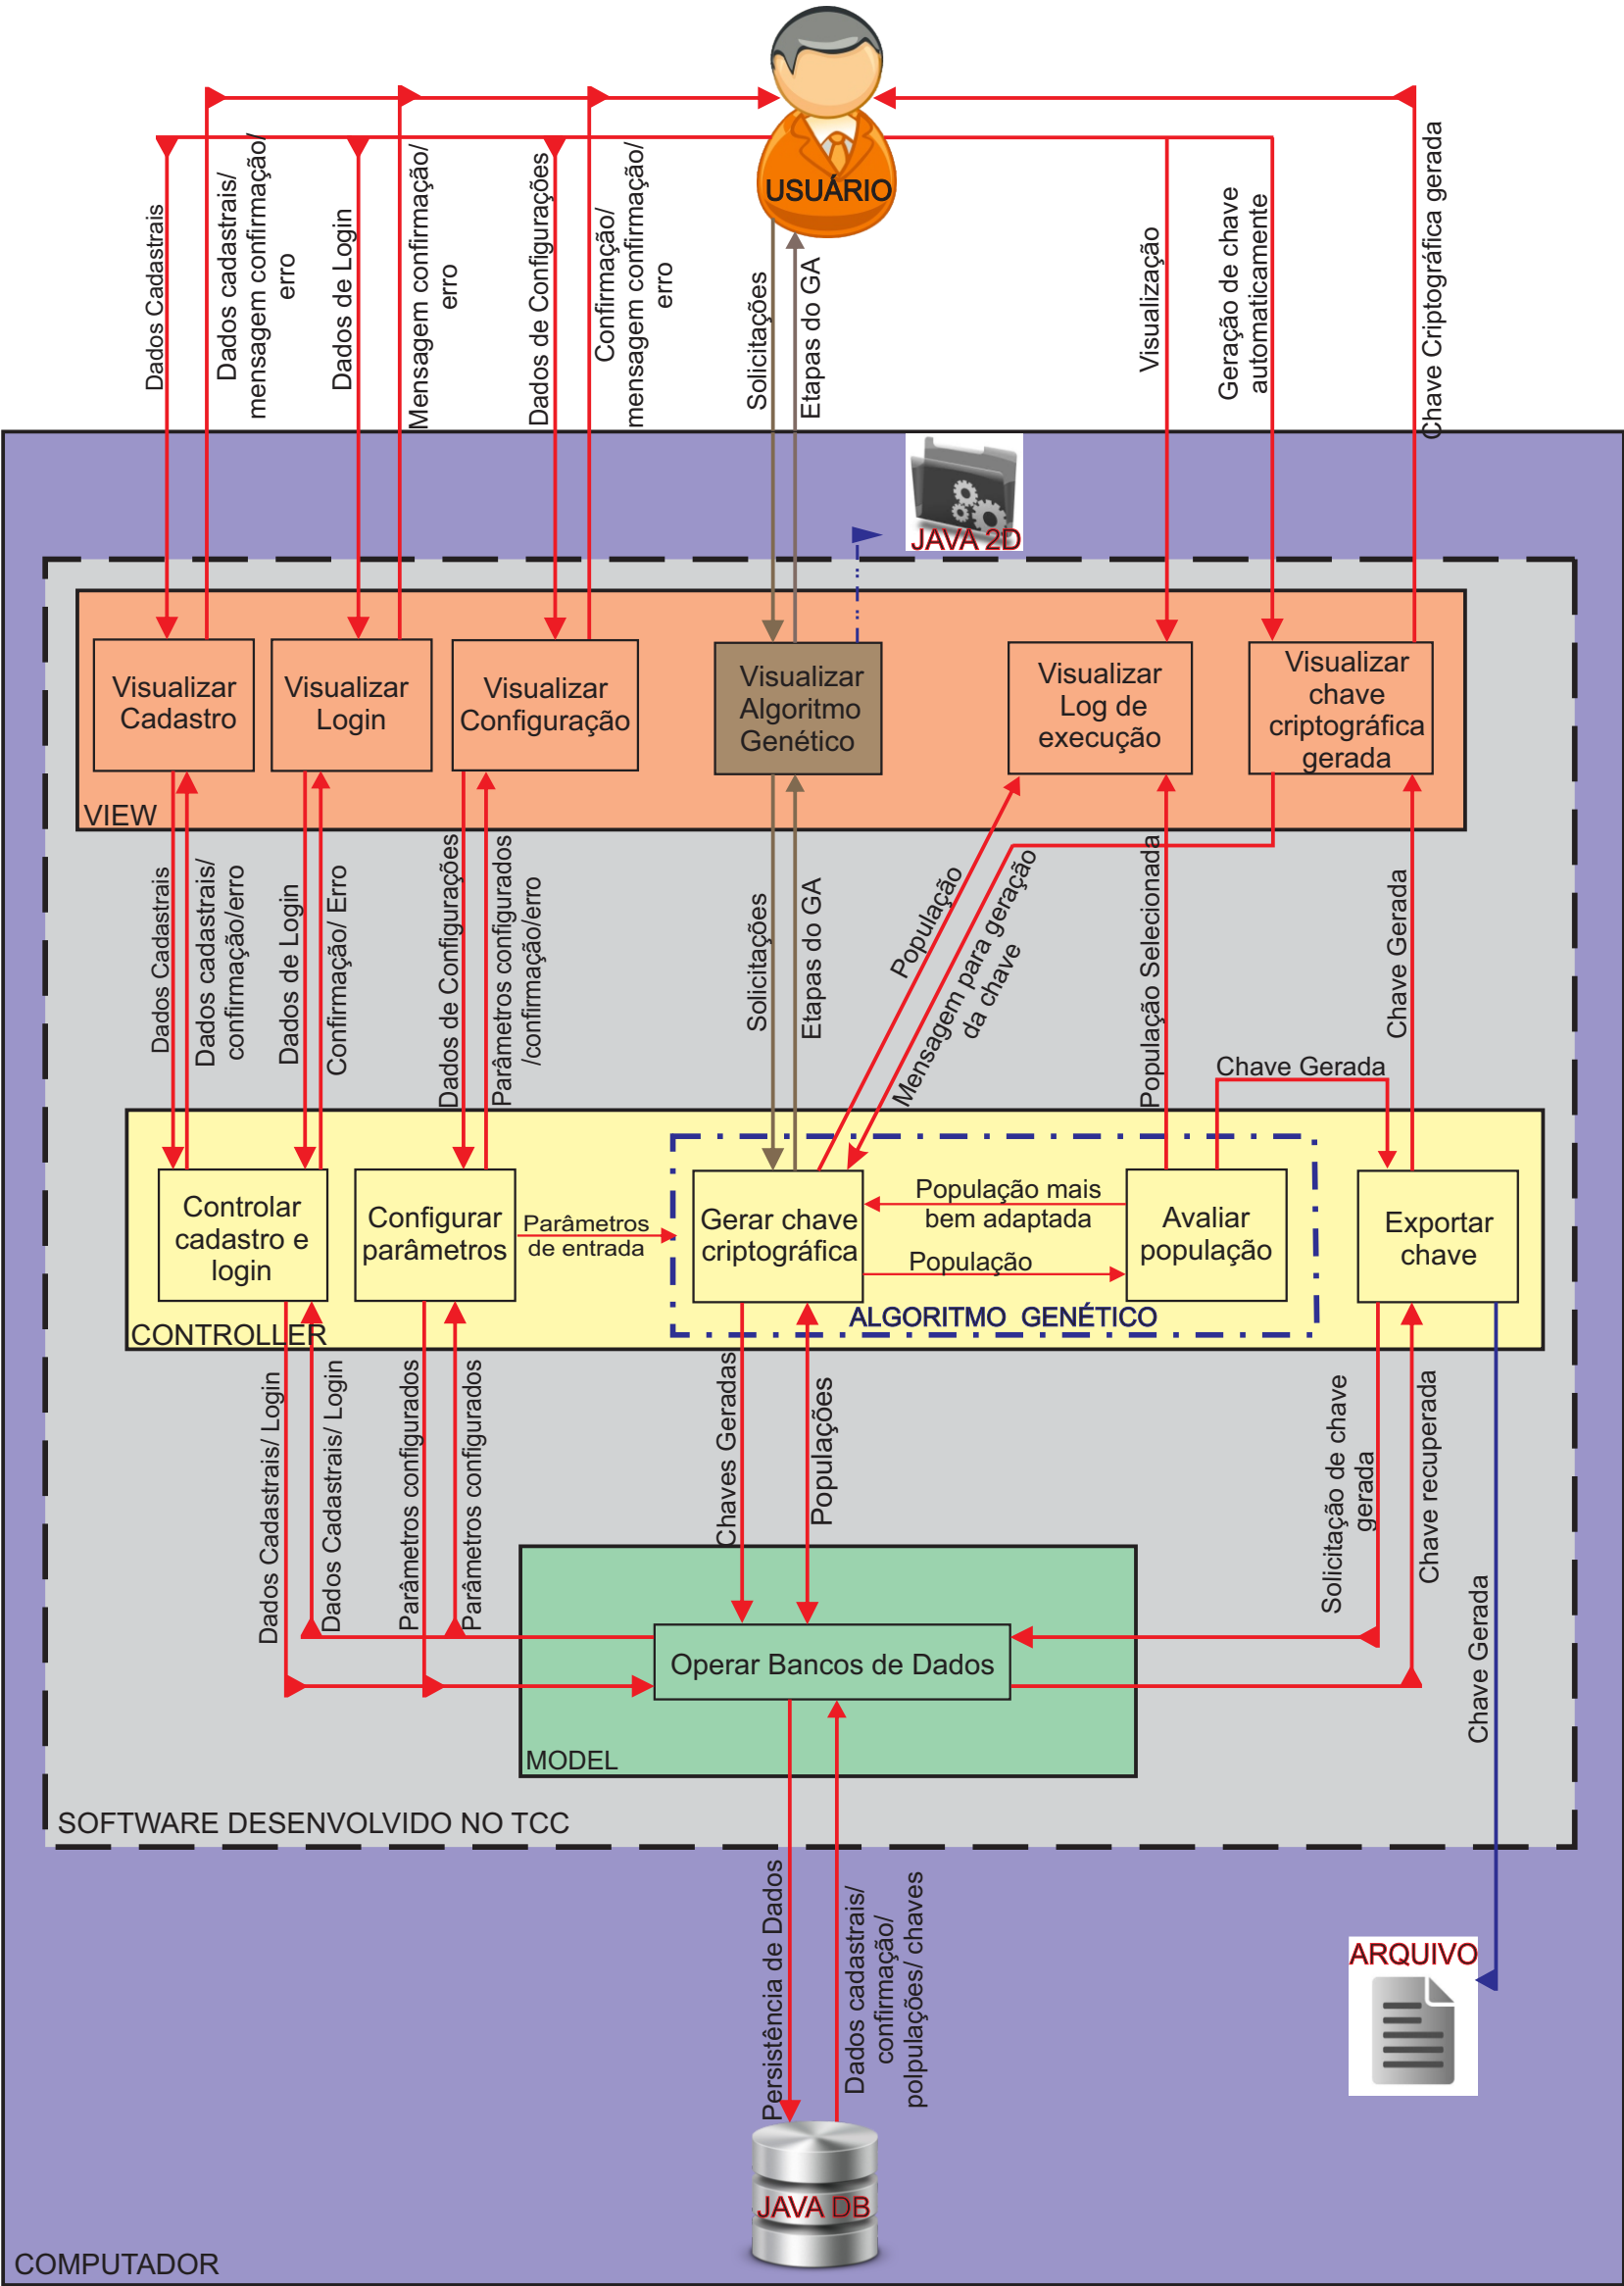 USUÁRIO
Dados Cadastrais
Dados cadastrais/
mensagem confirmação/
erro
Dados de Login
Mensagem confirmação/
erro
Dados de Configurações
Confirmação/
mensagem confirmação/
erro
Solicitações
Etapas do GA
Visualização
Geração de chave
automaticamente
Chave Criptográfica gerada
JAVA 2D
Visualizar
Cadastro
Visualizar
Login
Visualizar
Configuração
Visualizar
Algoritmo
Genético
Visualizar
Log de
execução
Visualizar
chave
criptográfica
gerada
VIEW
Dados Cadastrais
Dados cadastrais/
confirmação/erro
Dados de Login
Confirmação/ Erro
Dados de Configurações
Parâmetros configurados
/confirmação/erro
Solicitações
Etapas do GA
População
Mensagem para geração
da chave
População Selecionada
Chave Gerada
Chave Gerada
Controlar
cadastro e
login
Configurar
parâmetros
Parâmetros
de entrada
Gerar chave
criptográfica
População mais
bem adaptada
População
Avaliar
população
Exportar
chave
ALGORITMO GENÉTICO
CONTROLLER
Dados Cadastrais/ Login
Dados Cadastrais/ Login
Parâmetros configurados
Parâmetros configurados
Chaves Geradas
Populações
Solicitação de chave
gerada
Chave recuperada
Chave Gerada
Operar Bancos de Dados
MODEL
SOFTWARE DESENVOLVIDO NO TCC
Persistência de Dados
Dados cadastrais/
confirmação/
polpulações/ chaves
ARQUIVO
JAVA DB
COMPUTADOR